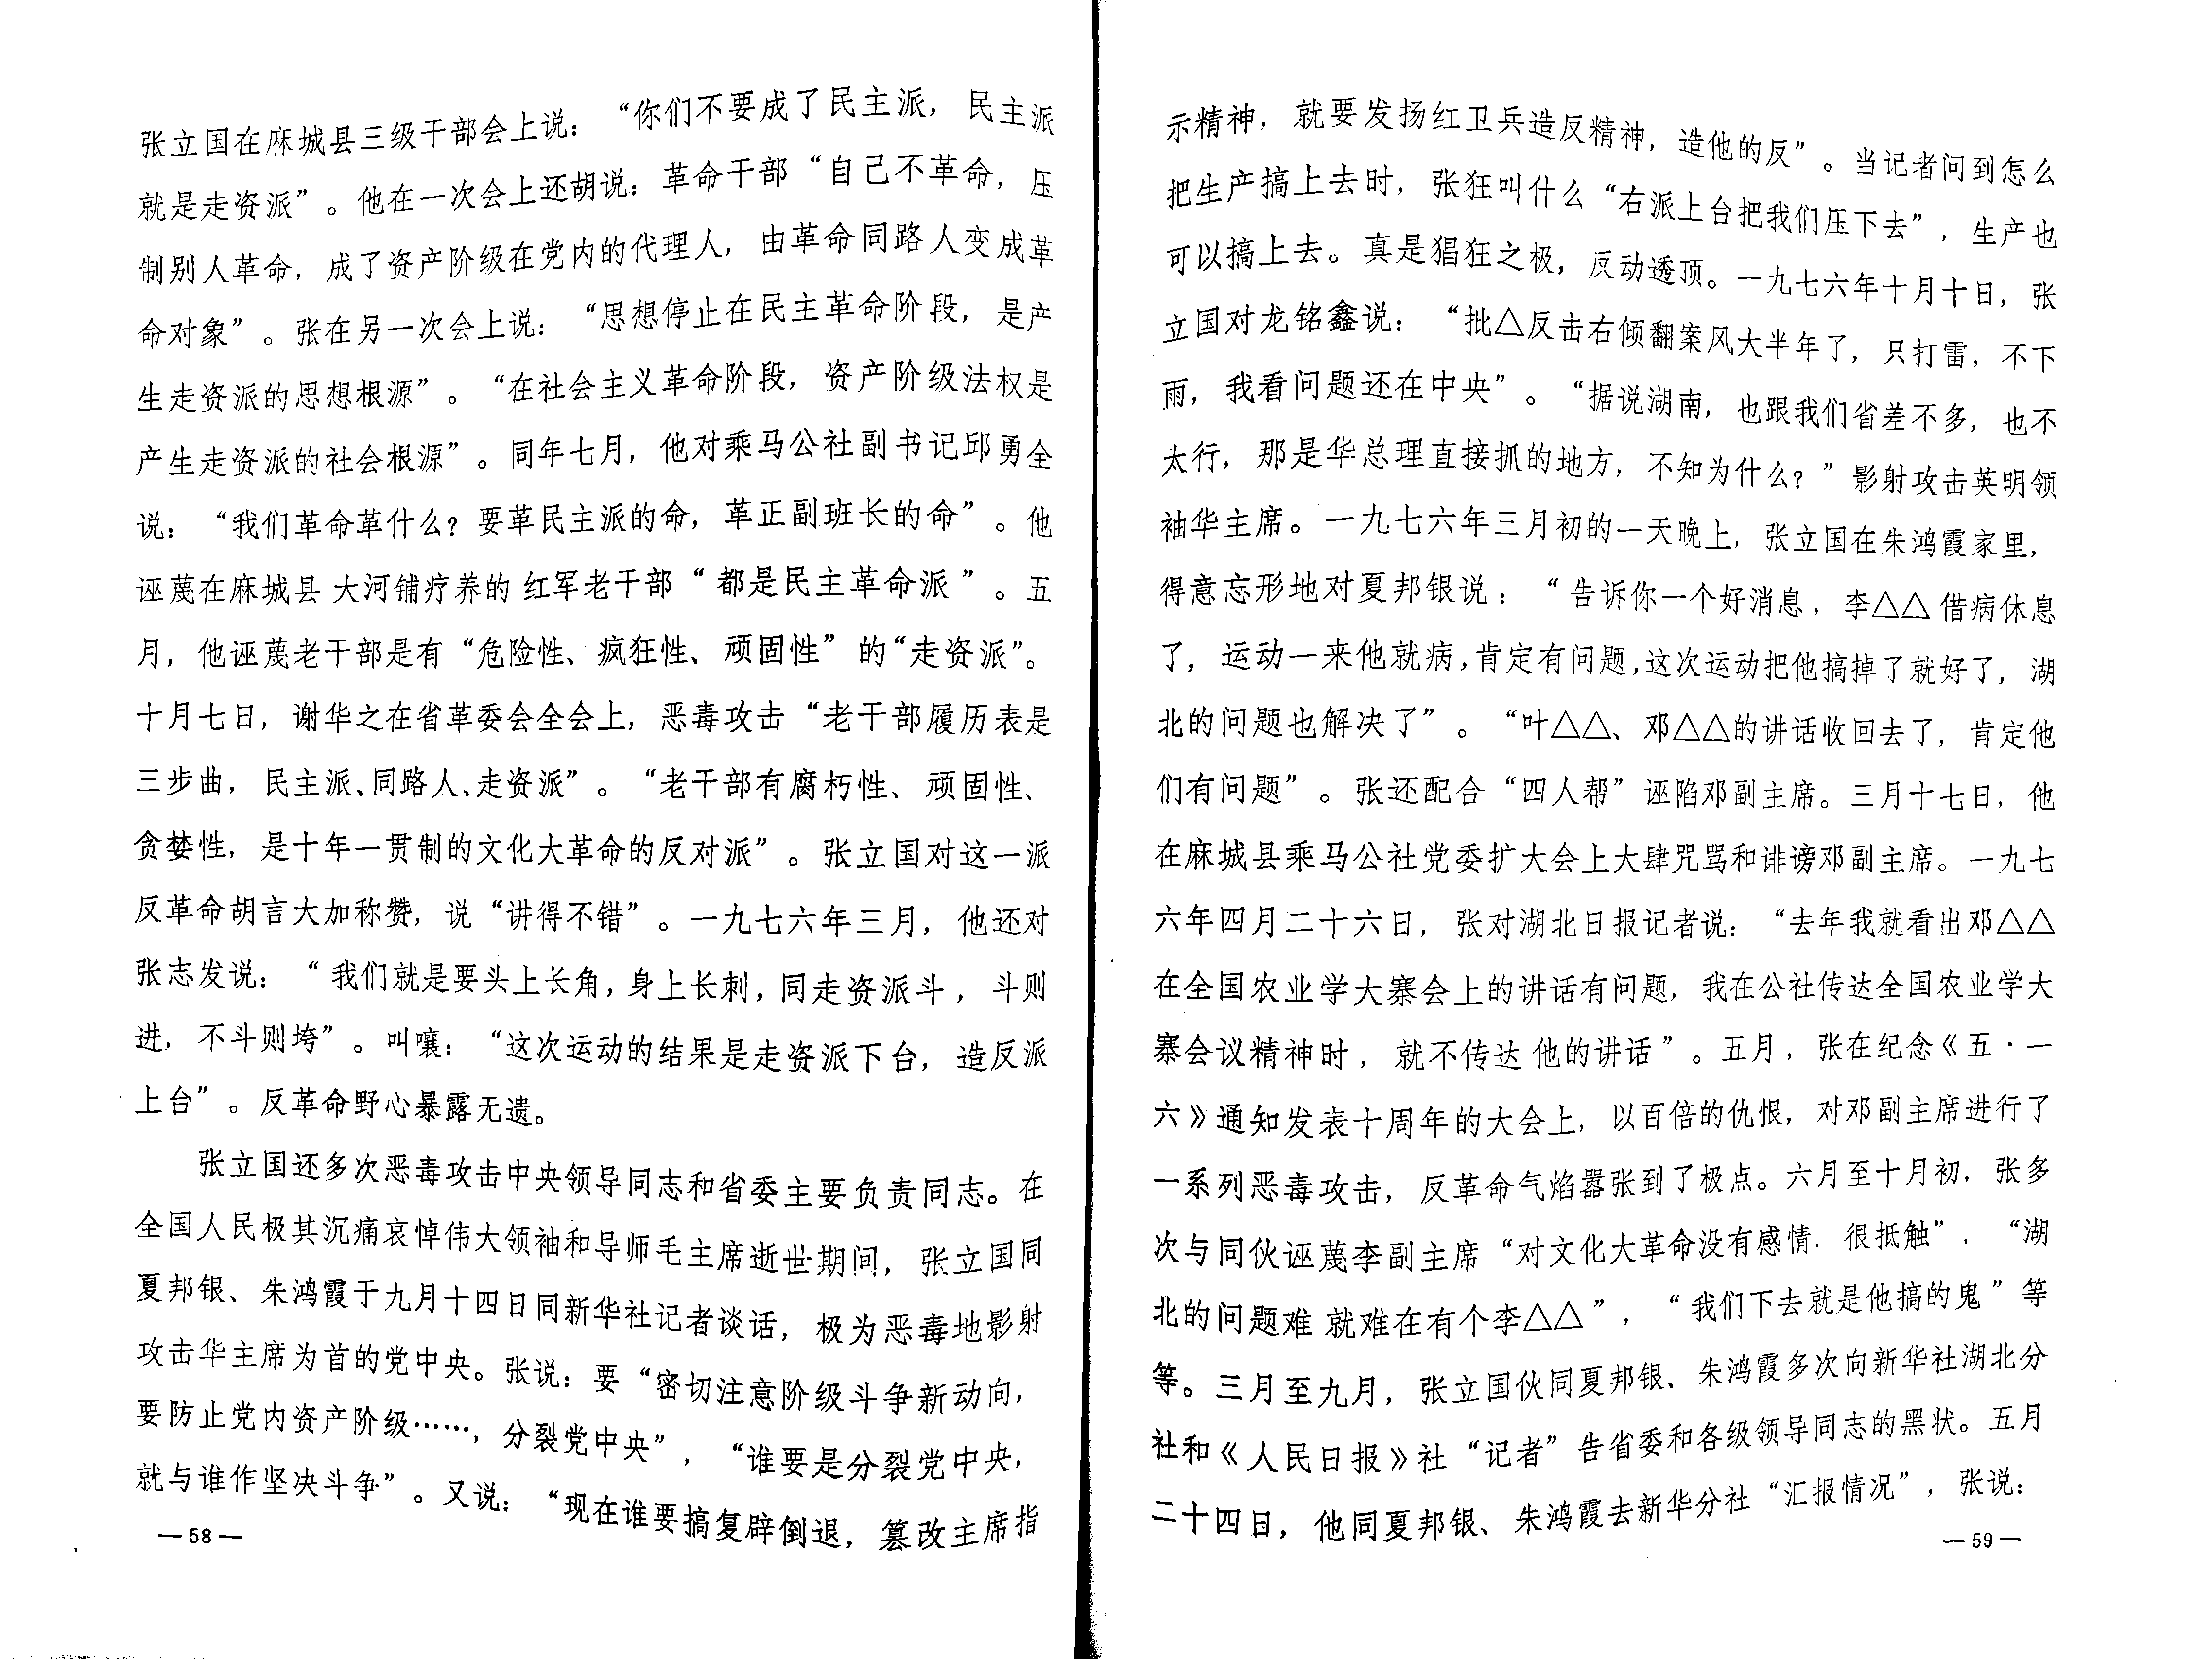 张立国在麻城县三级干部会上说：“你们不要成了民主派，民主派
就是走资派”。他在一次会上还胡说：革命干部“自己不革命，压
制别人革命，成了资产阶级在党内的代理人，由革命同路人变成革
命对象”。张在另一次会上说：“思想停止在民主革命阶段，是产
生走资派的思想根源”。“在社会主义革命阶段，资产阶级法权是
产生走资派的社会根源”。同年七月，他对乘马公社副书记邱勇全
说：“我们革命革什么？要革民主派的命，革正副班长的命”。他
诬蔑在麻城县大河铺疗养的红军老干部“都是民主革命派”。五
月，他诬蔑老干部是有“危险性、疯狂性、顽固性”的“走资派”。
十月七日，谢华之在省革委会全会上，恶毒攻击“老干部履历表是
三步曲，民主派、同路人、走资派”。“老干部有腐朽性、顽固性、
贪婪性，是十年一贯制的文化大革命的反对派”。张立国对这一派
反革命胡言大加称赞，说“讲得不错”。一九七六年三月，他还对
张志发说：“我们就是要头上长角，身上长刺，同走资派斗，斗则
进，不斗则垮”。叫嚷：“这次运动的结果是走资派下台，造反派
上台”。反革命野心暴露无遗。
张立国还多次恶毒攻击中央领导同志和省委主要负责同志。在
全国人民极其沉痛哀悼伟大领袖和导师毛主席逝世期间，张立国同
夏邦银、朱鸿霞于九月十四日同新华社记者谈话，极为恶毒地影射
攻击华主席为首的党中央。张说：要“密切注意阶级斗争新动向，
要防止党内资产阶级……，分裂党中央”，“谁要是分裂党中央，
就与谁作坚决斗争”。又说：“现在谁要搞复辟倒退，篡改主席指
—58—
示精神，就要发扬红卫兵造反精神，造他的反”。当记者问到怎么
把生产搞上去时，张狂叫什么“右派上台把我们压下去”，生产也
可以搞上去。真是猖狂之极，反动透顶。一九七六年十月十日，张
立国对龙铭鑫说：“批△反击右倾翻案风大半年了，只打雷，不下
雨，我看问题还在中央”。“据说湖南，也跟我们省差不多，也不
太行，那是华总理直接抓的地方，不知为什么？”影射攻击英明领
袖华主席。一九七六年三月初的一天晚上，张立国在朱鸿霞家里，
得意忘形地对夏邦银说：“告诉你一个好消息，李△△借病休息
了，运动一来他就病，肯定有问题，这次运动把他搞掉了就好了，湖
北的问题也解决了”。“叶△△、邓△△的讲话收回去了，肯定他
们有问题”。张还配合“四人帮”诬陷邓副主席。三月十七日，他
在麻城县乘马公社党委扩大会上大肆咒骂和诽谤邓副主席。一九七
六年四月二十六日，张对湖北日报记者说：“去年我就看出邓△△
在全国农业学大寨会上的讲话有问题，我在公社传达全国农业学大
寨会议精神时，就不传达他的讲话”。五月，张在纪念《五·一
六》通知发表十周年的大会上，以百倍的仇恨，对邓副主席进行了
一系列恶毒攻击，反革命气焰嚣张到了极点。六月至十月初，张多
次与同伙诬蔑李副主席“对文化大革命没有感情，很抵触”，“湖
北的问题难就难在有个李△△”，“我们下去就是他搞的鬼”等
等。三月至九月，张立国伙同夏邦银、朱鸿霞多次向新华社湖北分
社和《人民日报》社“记者”告省委和各级领导同志的黑状。五月
二十四日，他同夏邦银、朱鸿霞去新华分社“汇报情况”，张说：
—59—